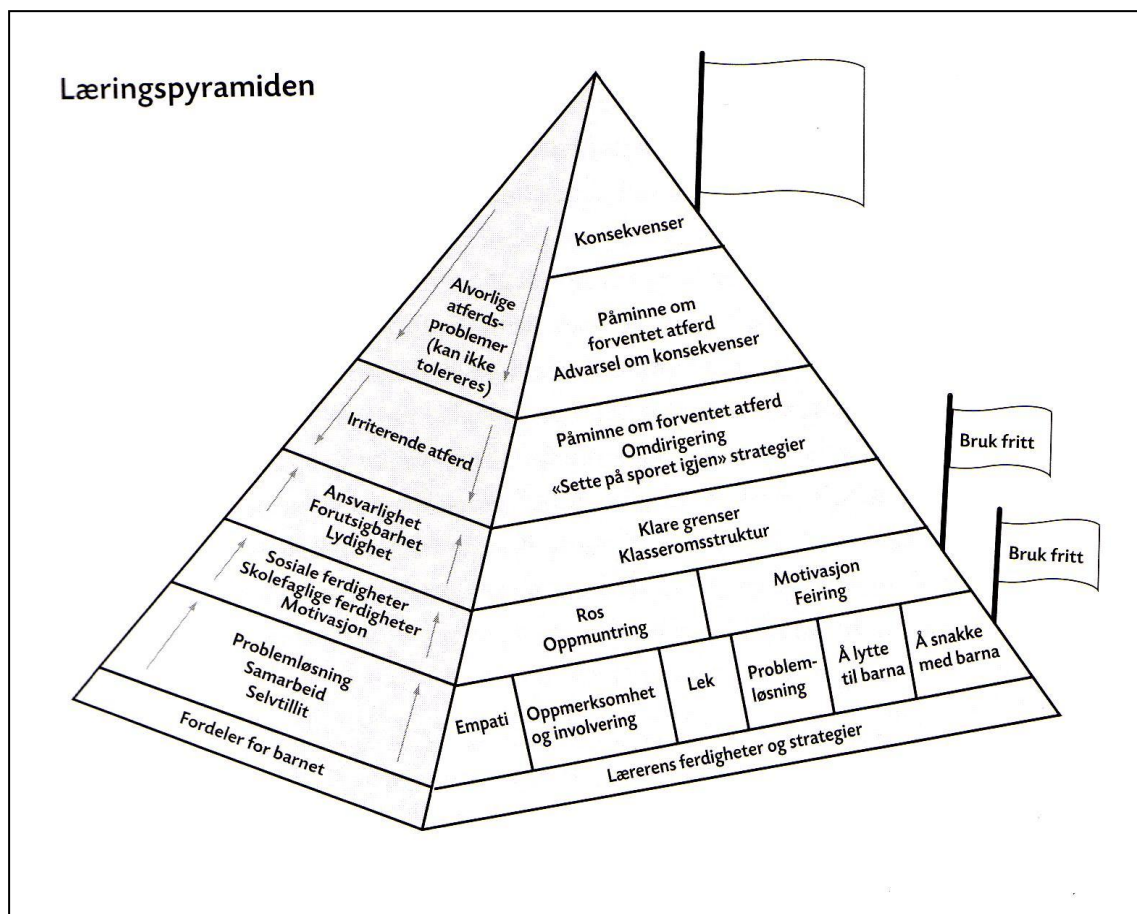 Læringspyramiden
Konsekvenser
Alvorlige
atferds-
problemer
(kan ikke
tolereres)
Påminne om
forventet atferd
Advarsel om konsekvenser
Irriterende atferd
Påminne om forventet atferd
Omdirigering
«Sette på sporet igjen» strategier
Bruk fritt
Ansvarlighet
Forutsigbarhet
Lydighet
Klare grenser
Klasseromsstruktur
Bruk fritt
Sosiale ferdigheter
Skolefaglige ferdigheter
Motivasjon
Ros
Oppmuntring
Motivasjon
Feiring
Problemløsning
Samarbeid
Selvtillit
Empati
Oppmerksomhet
og involvering
Lek
Problem-
løsning
Å lytte
til barna
Å snakke
med barna
Fordeler for barnet
Lærerens ferdigheter og strategier